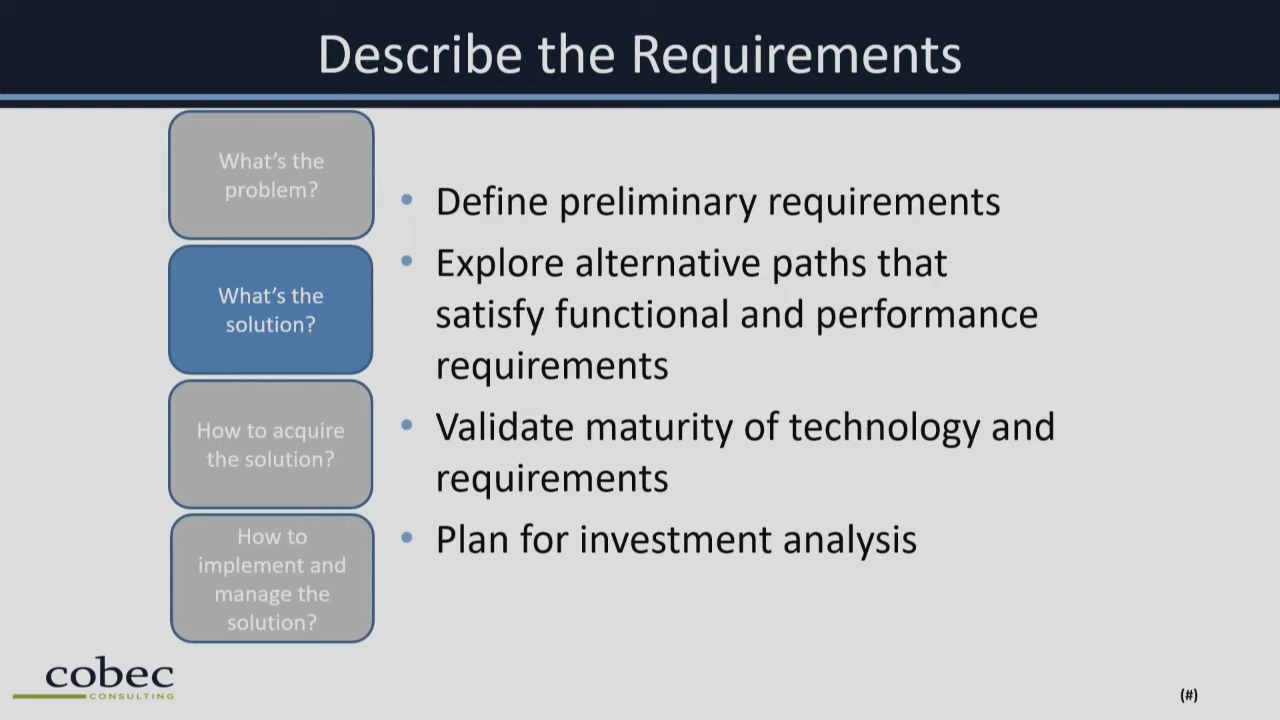 Describe the Requirements
What's the
problem?
What's the
solution?
How to acquire
the solution?
How to
implement and
manage the
solution?
• Define preliminary requirements
• Explore alternative paths that
satisfy functional and performance
requirements
• Validate maturity of technology and
requirements
• Plan for investment analysis
cobec
CONSULTING
(#)